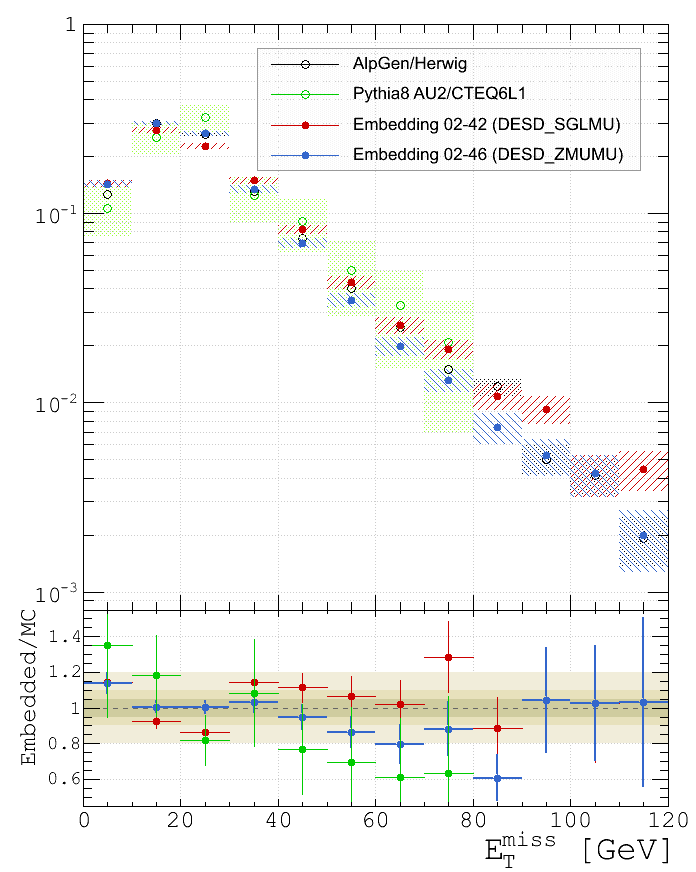 1
10⁻¹
10⁻²
10⁻³
AlpGen/Herwig
Pythia8 AU2/CTEQ6L1
Embedding 02-42 (DESD_SGLMU)
Embedding 02-46 (DESD_ZMUMU)
Embedded/MC
1.4
1.2
1
0.8
0.6
0 20 40 60 80 100 120
E_T^miss [GeV]